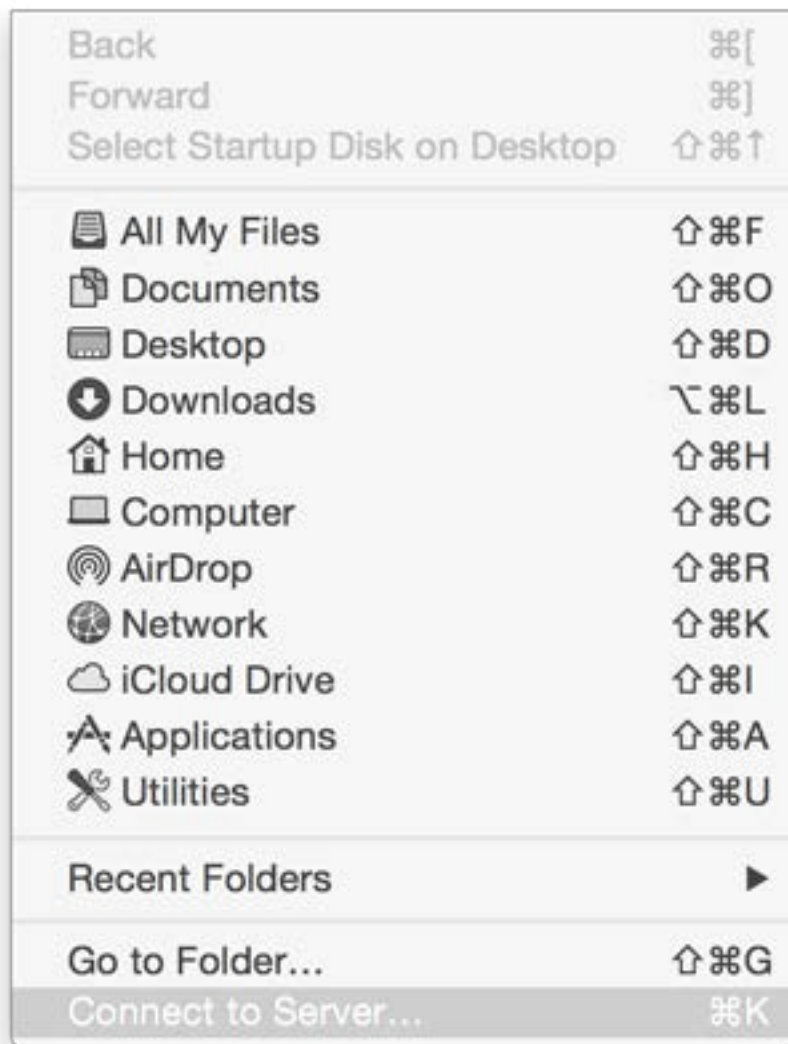 Back ⌘[
Forward ⌘]
Select Startup Disk on Desktop ⇧⌘↑
All My Files ⇧⌘F
Documents ⇧⌘O
Desktop ⇧⌘D
Downloads ⌥⌘L
Home ⇧⌘H
Computer ⇧⌘C
AirDrop ⇧⌘R
Network ⇧⌘K
iCloud Drive ⇧⌘I
Applications ⇧⌘A
Utilities ⇧⌘U
Recent Folders ▶
Go to Folder... ⇧⌘G
Connect to Server... ⌘K